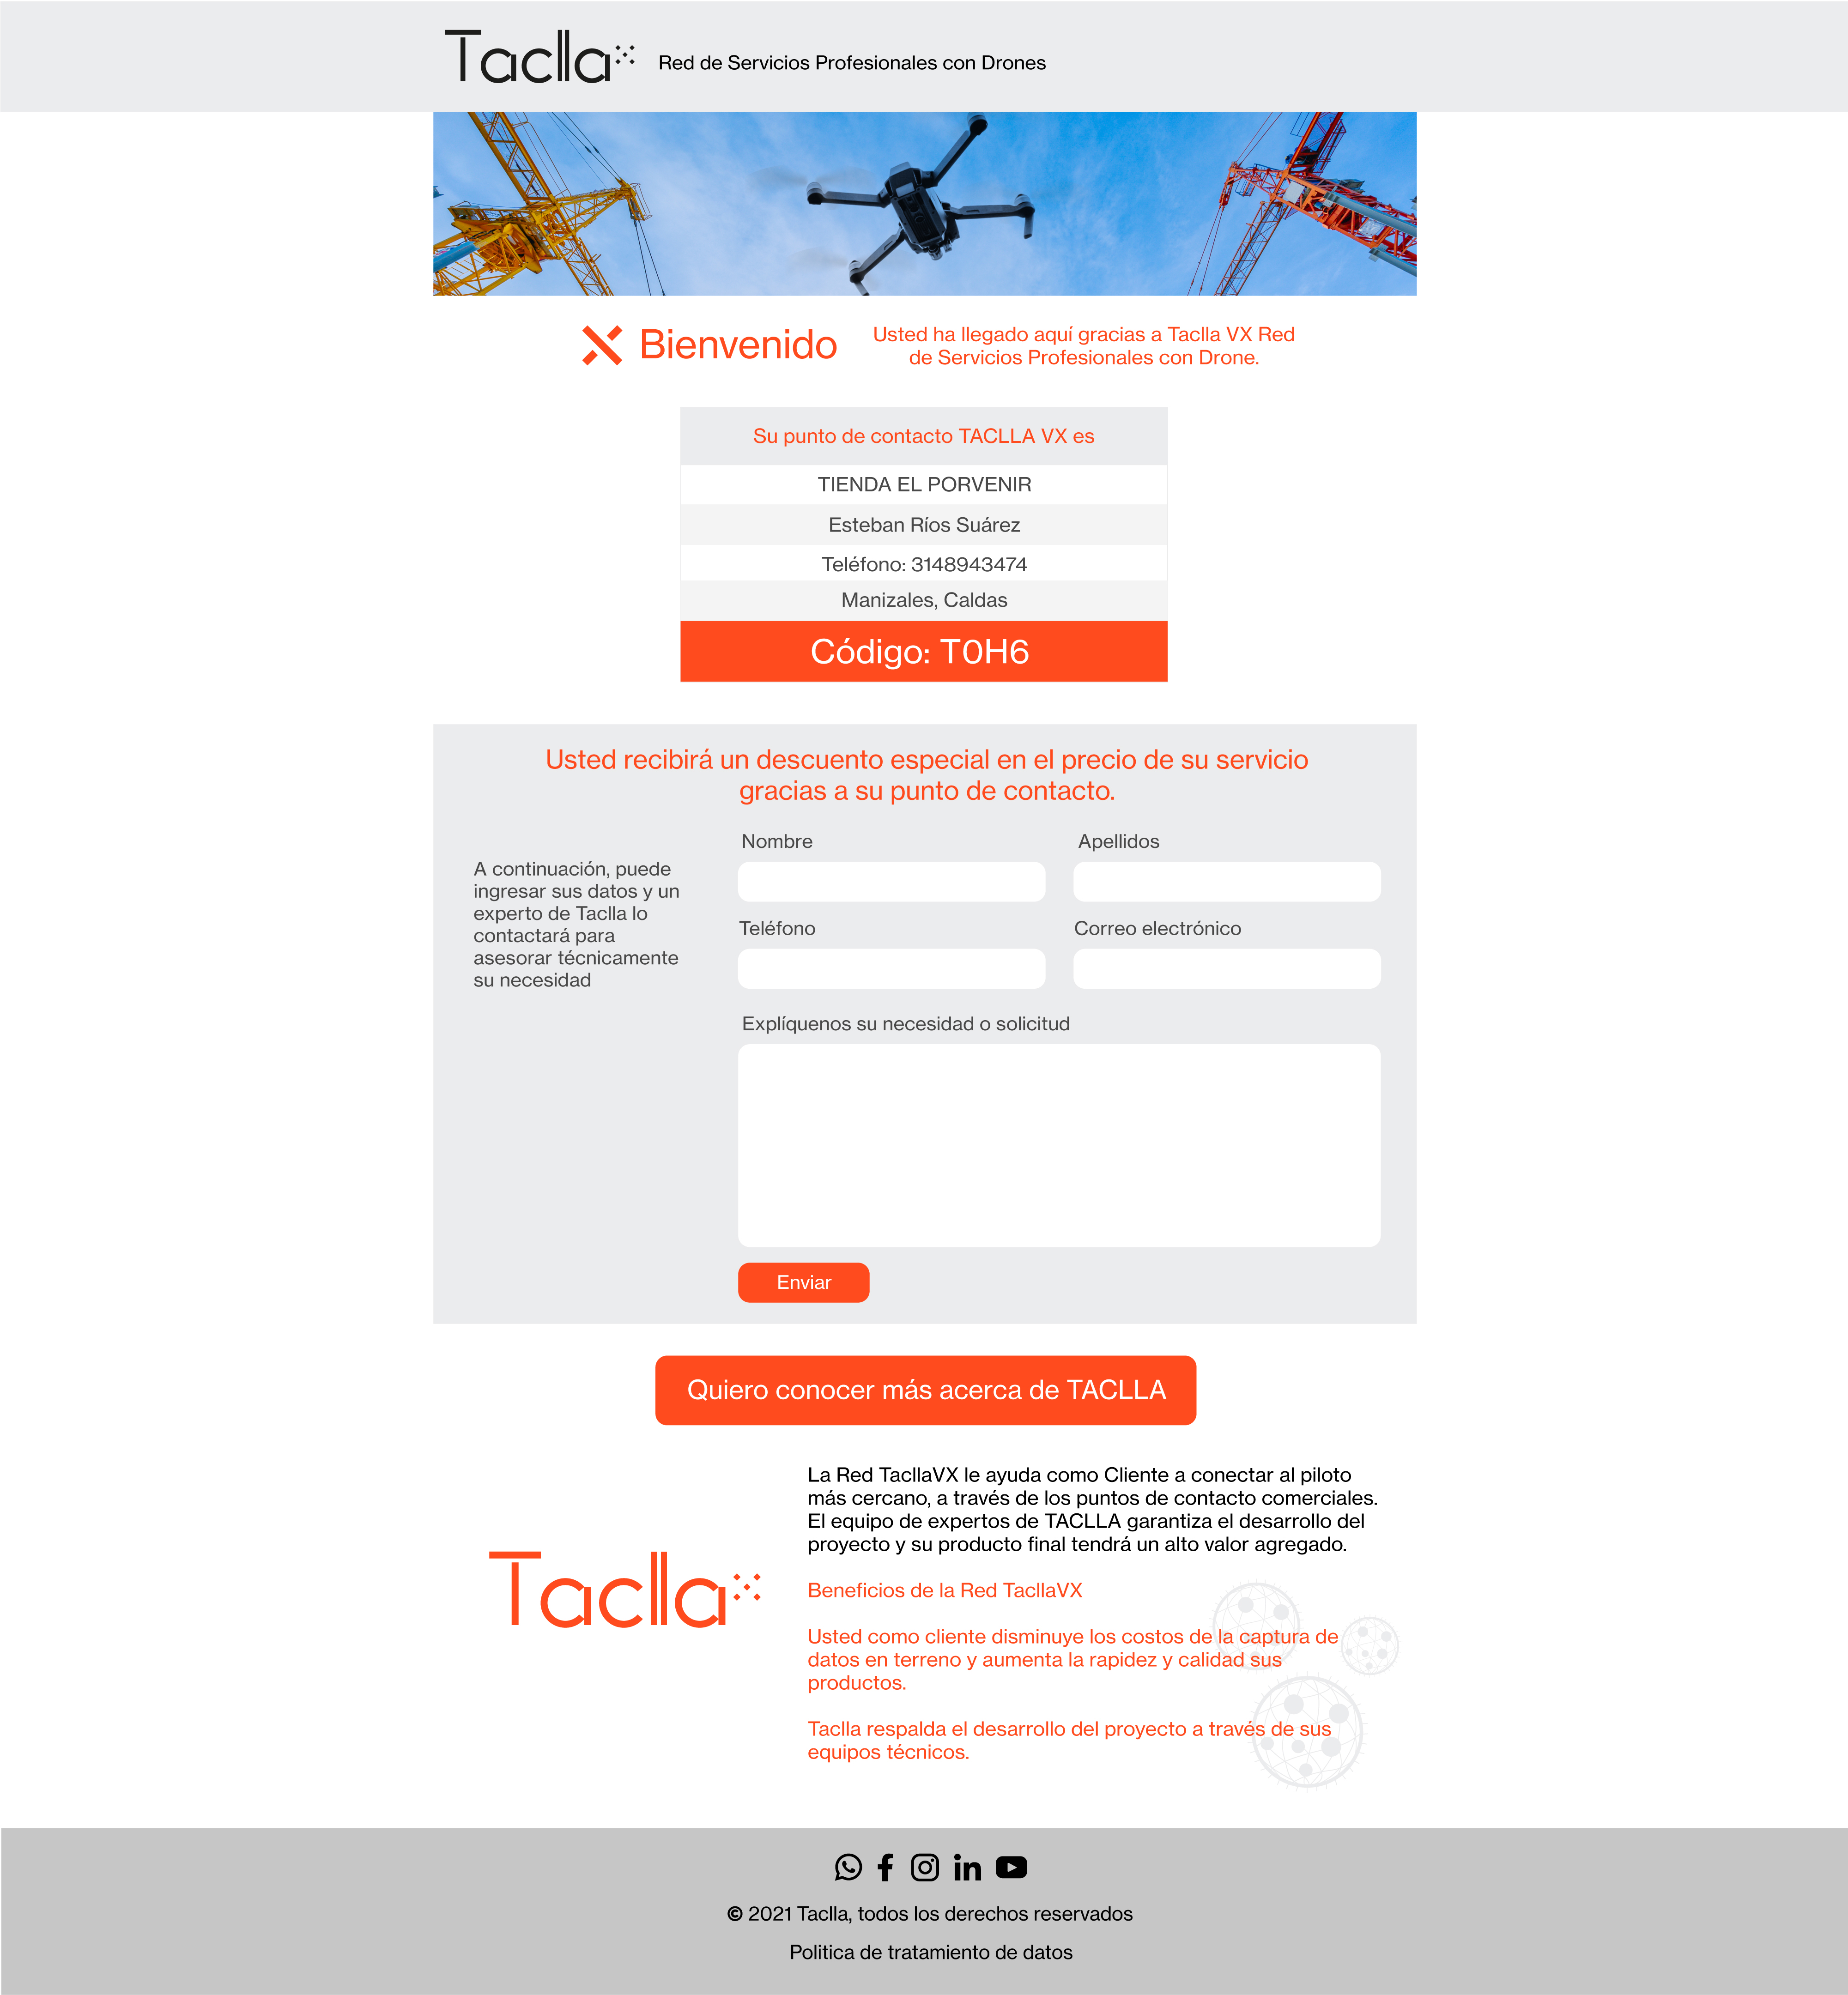 Taclla
Red de Servicios Profesionales con Drones
Bienvenido
Usted ha llegado aquí gracias a Taclla VX Red
de Servicios Profesionales con Drone.
Su punto de contacto TACLLA VX es
TIENDA EL PORVENIR
Esteban Ríos Suárez
Teléfono: 3148943474
Manizales, Caldas
Código: T0H6
Usted recibirá un descuento especial en el precio de su servicio
gracias a su punto de contacto.
A continuación, puede
ingresar sus datos y un
experto de Taclla lo
contactará para
asesorar técnicamente
su necesidad
Nombre
Apellidos
Teléfono
Correo electrónico
Explíquenos su necesidad o solicitud
Enviar
Quiero conocer más acerca de TACLLA
Taclla
La Red TacllaVX le ayuda como Cliente a conectar al piloto
más cercano, a través de los puntos de contacto comerciales.
El equipo de expertos de TACLLA garantiza el desarrollo del
proyecto y su producto final tendrá un alto valor agregado.
Beneficios de la Red TacllaVX
Usted como cliente disminuye los costos de la captura de
datos en terreno y aumenta la rapidez y calidad sus
productos.
Taclla respalda el desarrollo del proyecto a través de sus
equipos técnicos.
© 2021 Taclla, todos los derechos reservados
Politica de tratamiento de datos